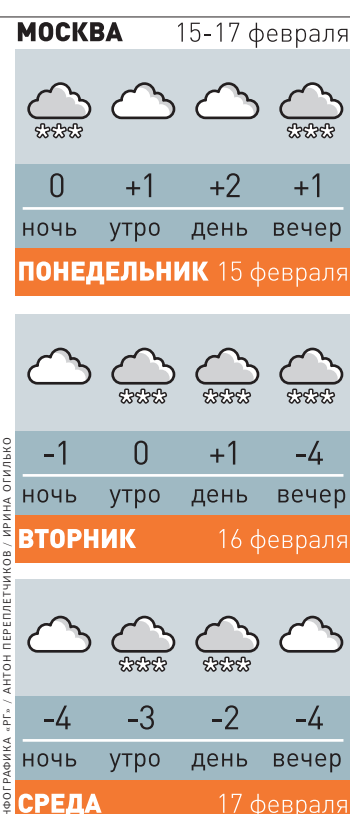 МОСКВА 15-17 февраля
0 +1 +2 +1
ночь утро день вечер
ПОНЕДЕЛЬНИК 15 февраля
-1 0 +1 -4
ночь утро день вечер
ВТОРНИК 16 февраля
-4 -3 -2 -4
ночь утро день вечер
СРЕДА 17 февраля
НФОГРАФИКА «РГ» / АНТОН ПЕРЕПЛЕТЧИКОВ / ИРИНА ОГИЛЬКО